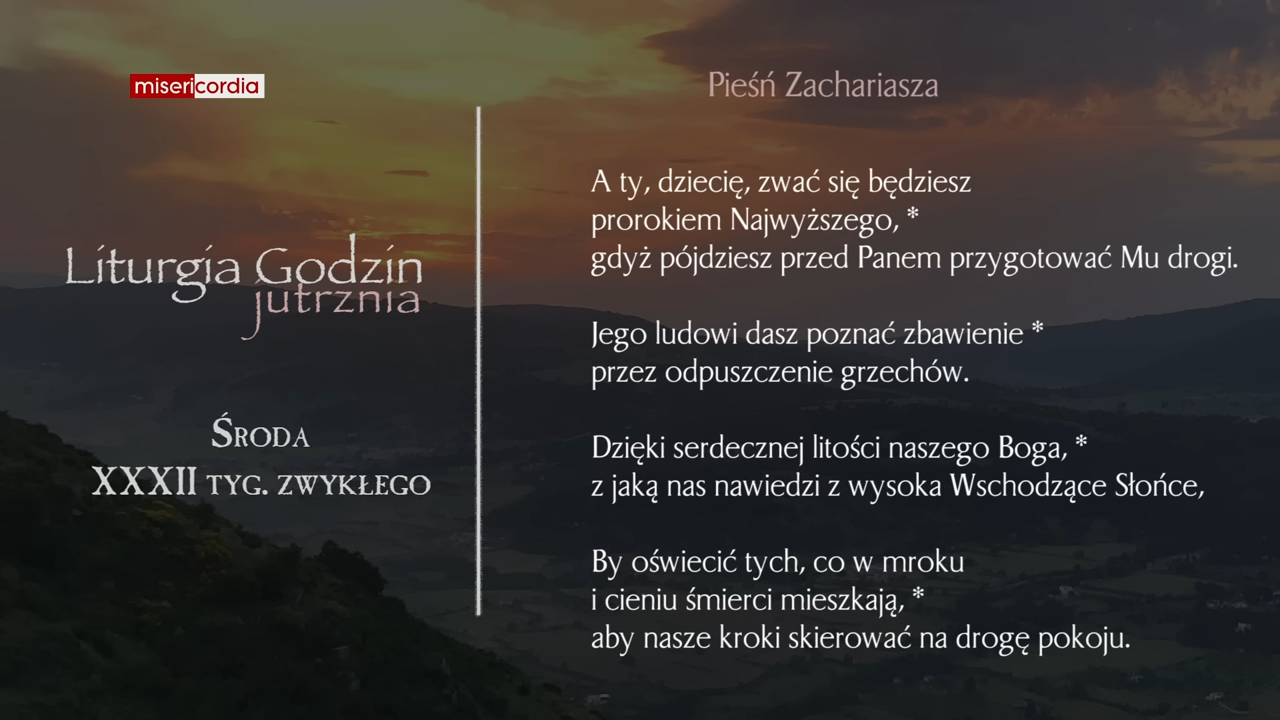 misericordia
Liturgia Godzin
jutrznia
Środa
XXXII tyg. zwykłego
Pieśń Zachariasza
A ty, dziecię, zwać się będziesz
prorokiem Najwyższego, *
gdyż pójdziesz przed Panem przygotować Mu drogi.
Jego ludowi dasz poznać zbawienie *
przez odpuszczenie grzechów.
Dzięki serdecznej litości naszego Boga, *
z jaką nas nawiedzi z wysoka Wschodzące Słońce,
By oświecić tych, co w mroku
i cieniu śmierci mieszkają, *
aby nasze kroki skierować na drogę pokoju.